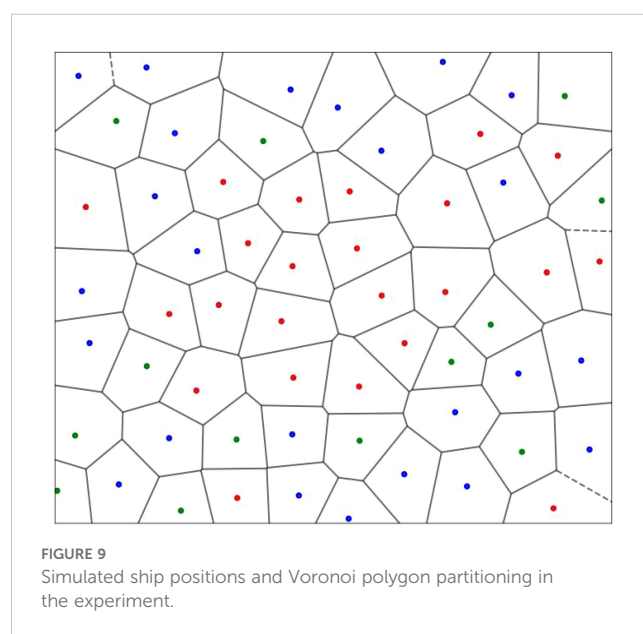 FIGURE 9
Simulated ship positions and Voronoi polygon partitioning in
the experiment.